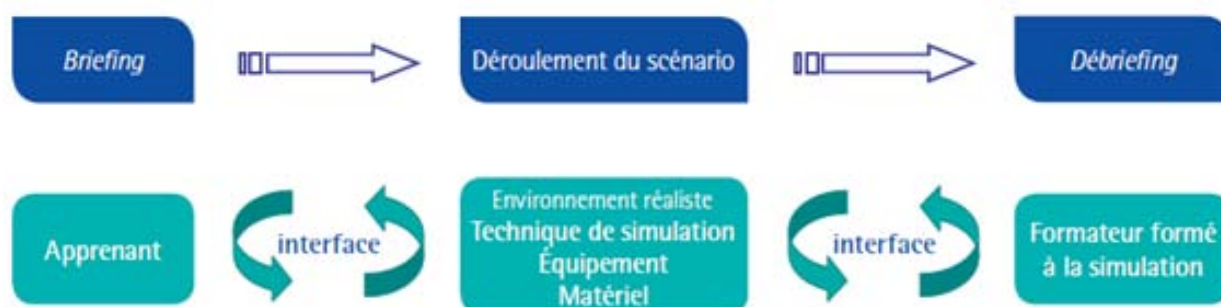 Briefing
Déroulement du scénario
Débriefing
Apprenant
interface
Environnement réaliste
Technique de simulation
Équipement
Matériel
interface
Formateur formé
à la simulation